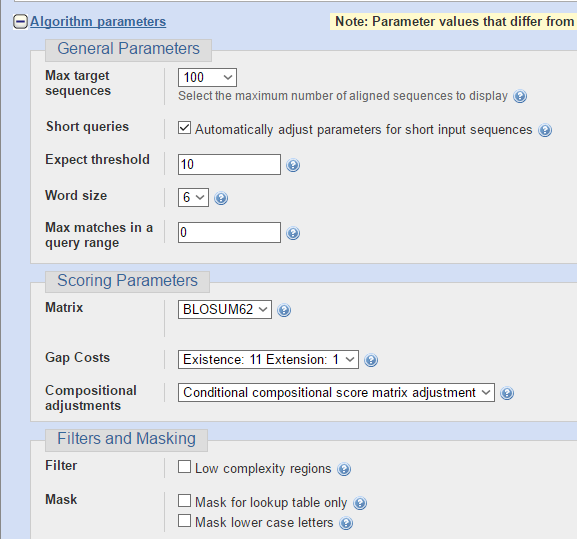 Algorithm parameters
Note: Parameter values that differ from
General Parameters
Max target
sequences
100
Select the maximum number of aligned sequences to display
Short queries
Automatically adjust parameters for short input sequences
Expect threshold
10
Word size
6
Max matches in a
query range
0
Scoring Parameters
Matrix
BLOSUM62
Gap Costs
Existence: 11 Extension: 1
Compositional
adjustments
Conditional compositional score matrix adjustment
Filters and Masking
Filter
Low complexity regions
Mask
Mask for lookup table only
Mask lower case letters